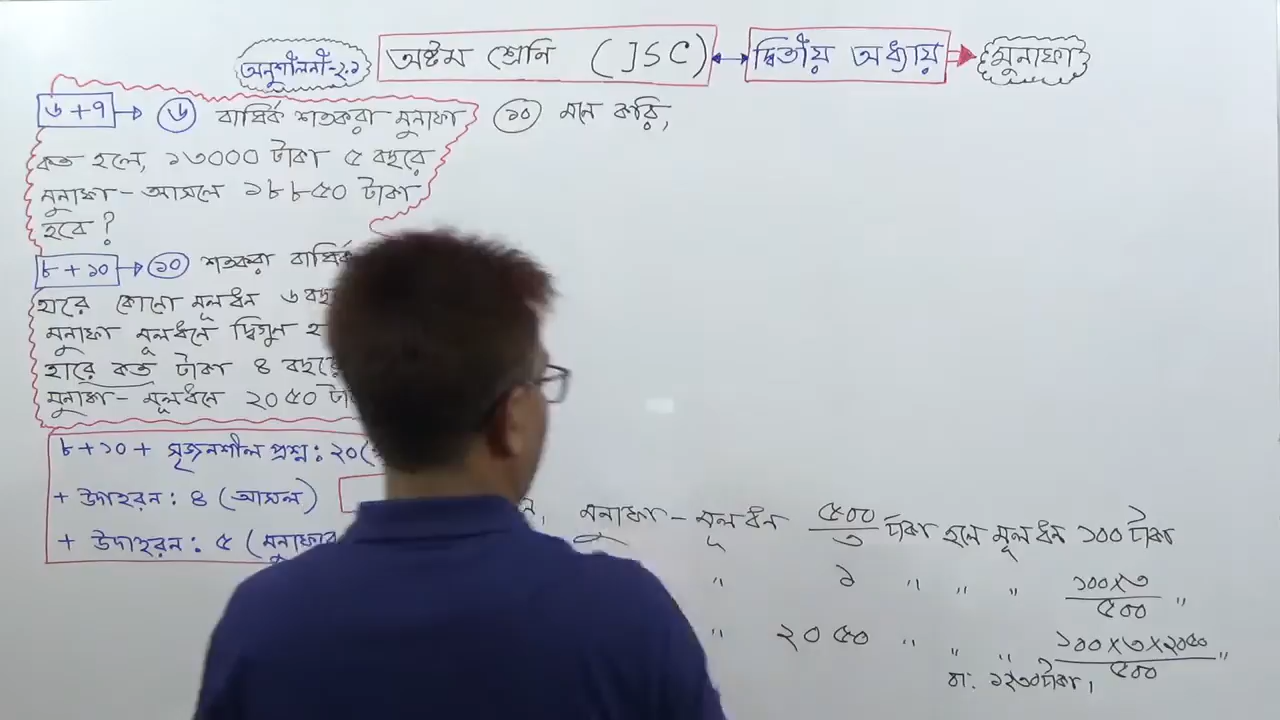 অনুশীলনী-২.১ অষ্টম শ্রেনি (JSC) দ্বিতীয় অধ্যায় মুনাফা
৬+৭ ৬ বার্ষিক শতকরা মুনাফা
কত হলে, ১৩০০০ টাকা ৫ বছরে
মুনাফা-আসলে ১৮৮৫০ টাকা
হবে?
৮+১০ ১০ শতকরা বার্ষিক
হারে কোনো মূলধন ৬
মুনাফা মূলধনে দ্বিগুন
হারে কত টাকা ৪ বছরে
মুনাফা-মূলধনে ২০৫০
৮+১০+ সৃজনশীল প্রশ্ন: ২০(
+ উদাহরন: ৪ (আসল)
+ উদাহরন: ৫ (মুনাফার
১০ মনে করি,
মুনাফা-মূলধন ৫০০/৩ টাকা হলে মূলধন ১০০ টাকা
" ১ " " " ১০০×৩/৫০০ "
" ২০৫০ " " " ১০০×৩×২০৫০/৫০০ "
বা: ১২৩০ টাকা।